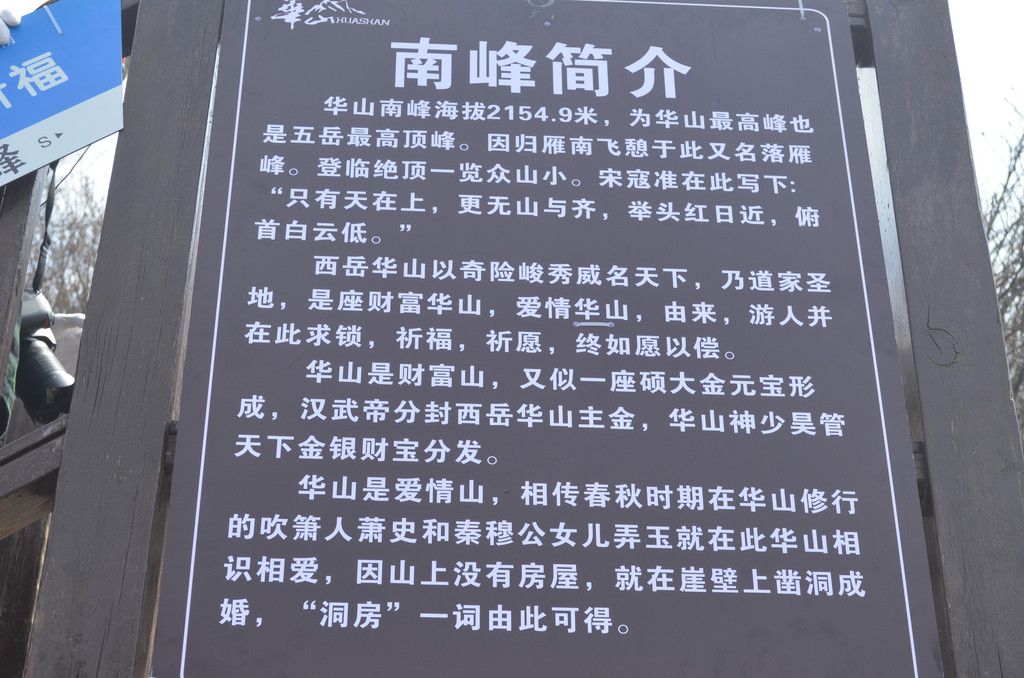 华山 HUASHAN
南峰简介
华山南峰海拔2154.9米，为华山最高峰也
是五岳最高顶峰。因归雁南飞憩于此又名落雁
峰。登临绝顶一览众山小。宋寇准在此写下:
“只有天在上，更无山与齐，举头红日近，俯
首白云低。”
西岳华山以奇险峻秀威名天下，乃道家圣
地，是座财富华山，爱情华山，由来，游人并
在此求锁，祈福，祈愿，终如愿以偿。
华山是财富山，又似一座硕大金元宝形
成，汉武帝分封西岳华山主金，华山神少昊管
天下金银财宝分发。
华山是爱情山，相传春秋时期在华山修行
的吹箫人萧史和秦穆公女儿弄玉就在此华山相
识相爱，因山上没有房屋，就在崖壁上凿洞成
婚，“洞房”一词由此可得。
福
S
峰